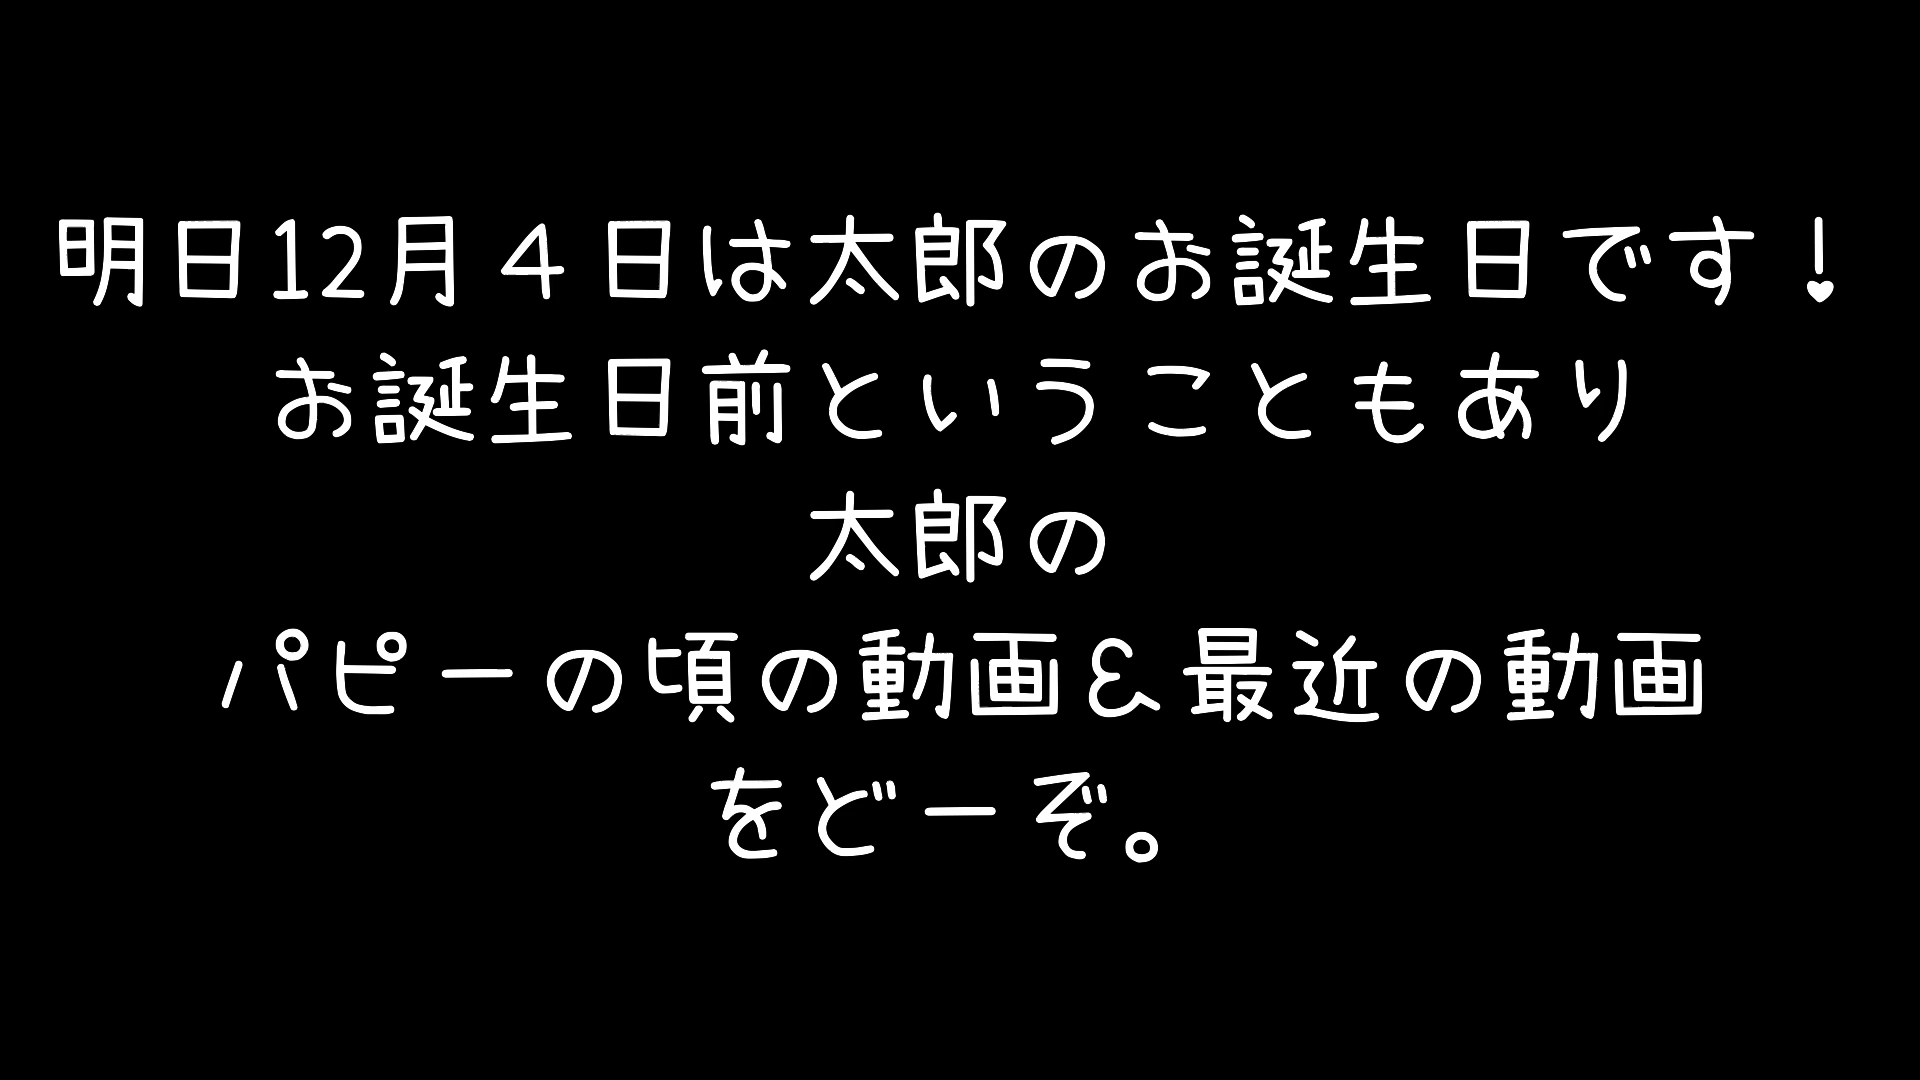 明日12月４日は太郎のお誕生日です！
お誕生日前ということもあり
太郎の
パピーの頃の動画＆最近の動画
をどーぞ。